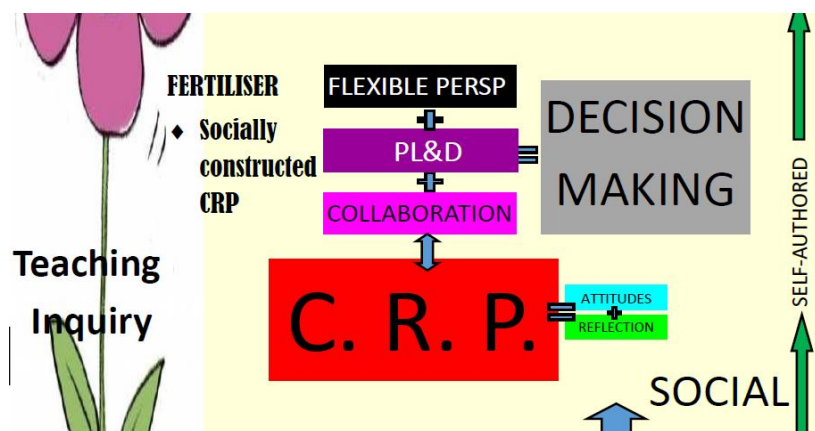 FERTILISER
♦ Socially
constructed
CRP
Teaching
Inquiry
FLEXIBLE PERSP
PL&D
COLLABORATION
DECISION
MAKING
C. R. P.
ATTITUDES
REFLECTION
SOCIAL
SELF-AUTHORED